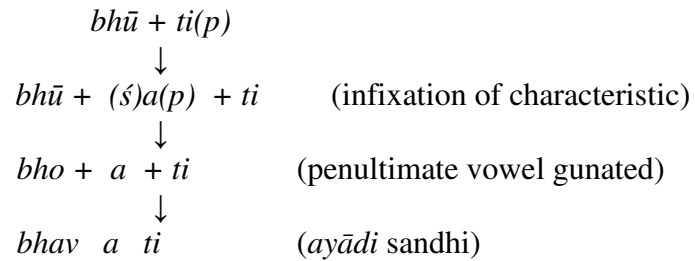 bhū + ti(p)
↓
bhū + (ś)a(p) + ti (infixation of characteristic)
↓
bho + a + ti (penultimate vowel gunated)
↓
bhav a ti (ayādi sandhi)